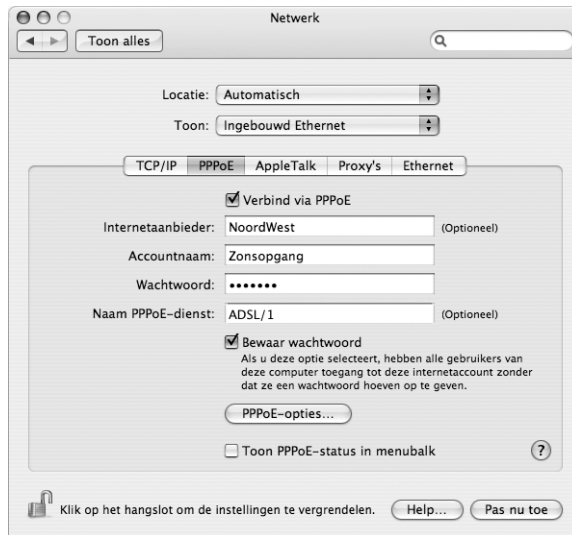 Netwerk
Toon alles
Locatie: Automatisch
Toon: Ingebouwd Ethernet
TCP/IP PPPoE AppleTalk Proxy's Ethernet
Verbind via PPPoE
Internetaanbieder: NoordWest (Optioneel)
Accountnaam: Zonsopgang
Wachtwoord: •••••••
Naam PPPoE-dienst: ADSL/1 (Optioneel)
Bewaar wachtwoord
Als u deze optie selecteert, hebben alle gebruikers van
deze computer toegang tot deze internetaccount zonder
dat ze een wachtwoord hoeven op te geven.
PPPoE-opties...
Toon PPPoE-status in menubalk ?
Klik op het hangslot om de instellingen te vergrendelen. Help... Pas nu toe